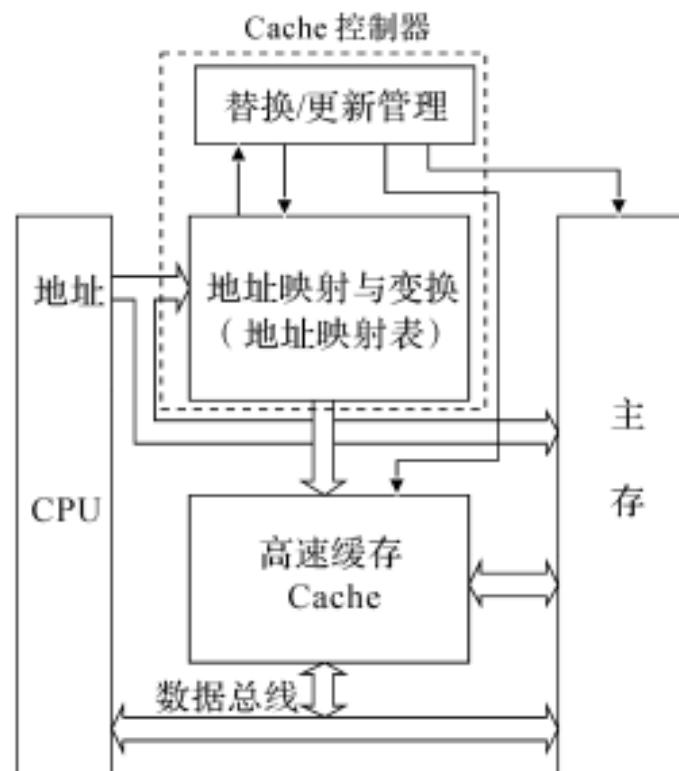 Cache 控制器
替换/更新管理
地址
地址映射与变换
（地址映射表）
主
存
CPU
高速缓存
Cache
数据总线